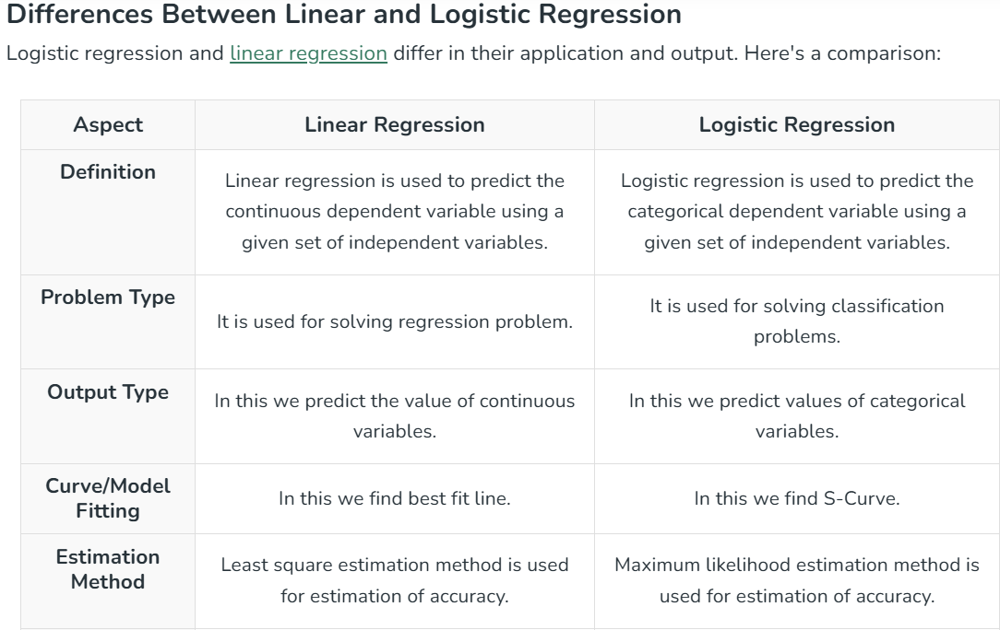 Differences Between Linear and Logistic Regression
Logistic regression and linear regression differ in their application and output. Here's a comparison:
Aspect
Linear Regression
Logistic Regression
Definition
Linear regression is used to predict the
continuous dependent variable using a
given set of independent variables.
Logistic regression is used to predict the
categorical dependent variable using a
given set of independent variables.
Problem Type
It is used for solving regression problem.
It is used for solving classification
problems.
Output Type
In this we predict the value of continuous
variables.
In this we predict values of categorical
variables.
Curve/Model
Fitting
In this we find best fit line.
In this we find S-Curve.
Estimation
Method
Least square estimation method is used
for estimation of accuracy.
Maximum likelihood estimation method is
used for estimation of accuracy.